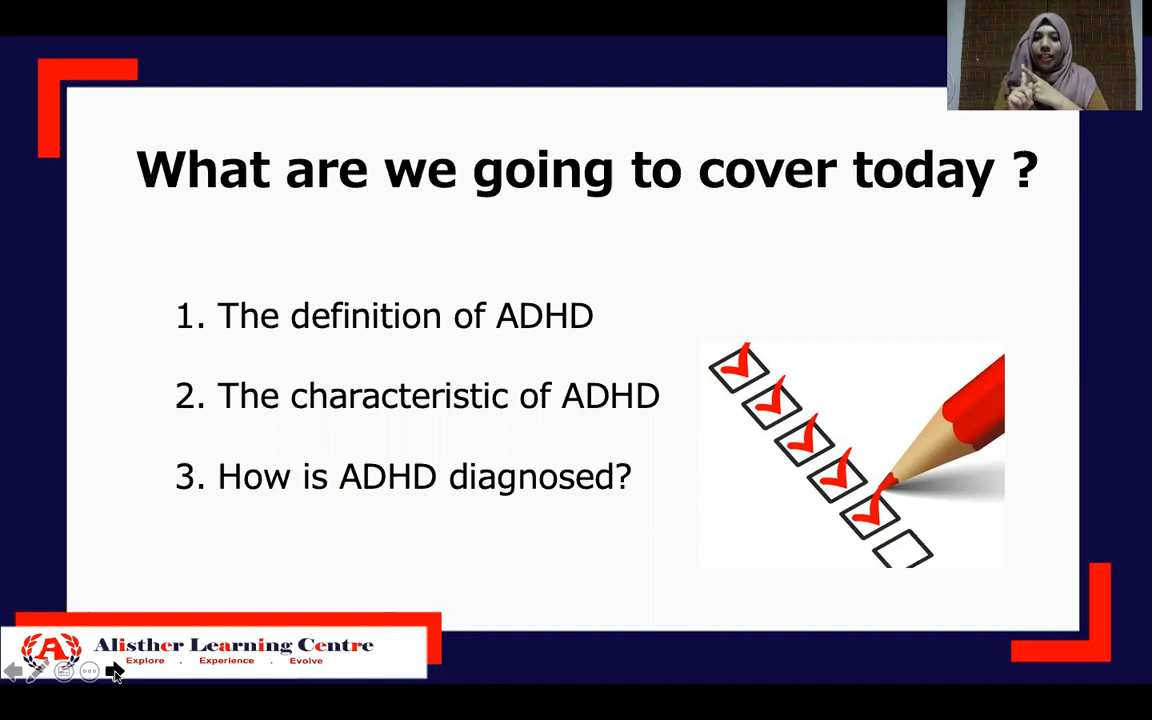 What are we going to cover today ?
1. The definition of ADHD
2. The characteristic of ADHD
3. How is ADHD diagnosed?
A
Alisther Learning Centre
Explore . Experience . Evolve